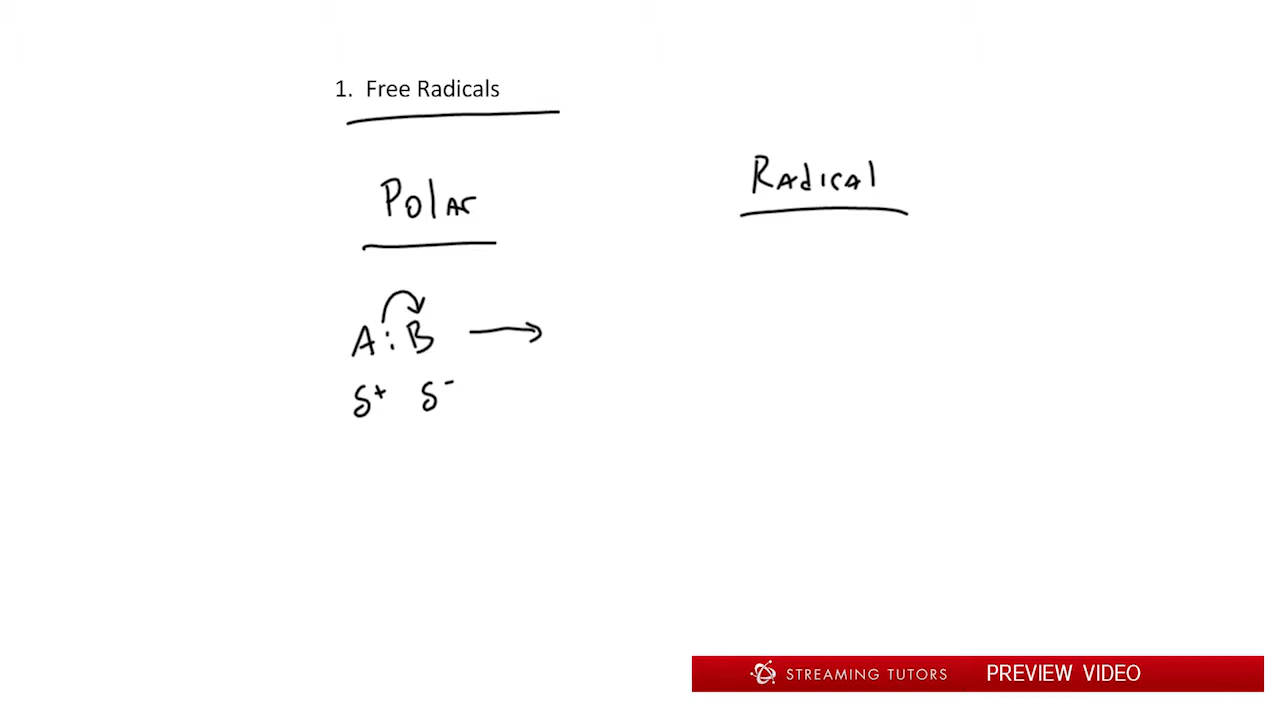 1. Free Radicals
Polar
Radical
A : B →
δ+ δ-
STREAMING TUTORS PREVIEW VIDEO